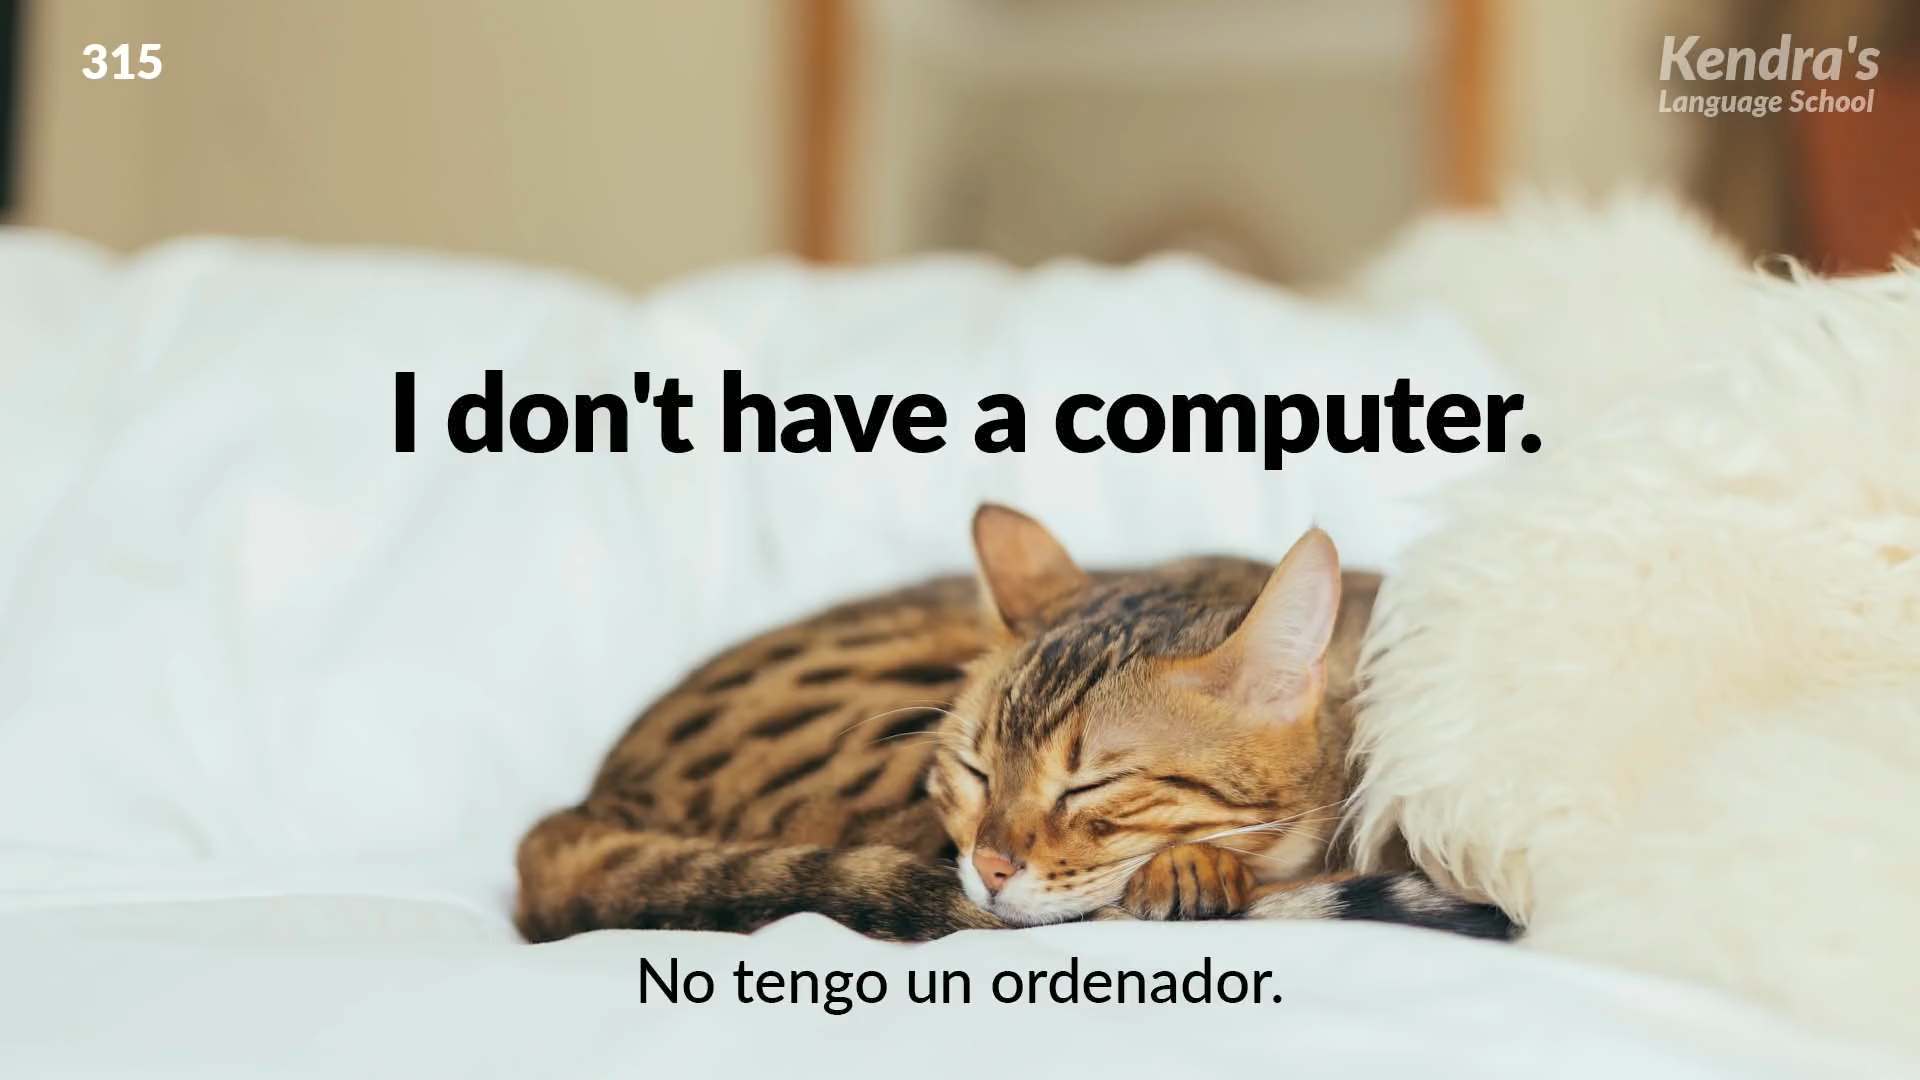 315
Kendra's
Language School
I don't have a computer.
No tengo un ordenador.